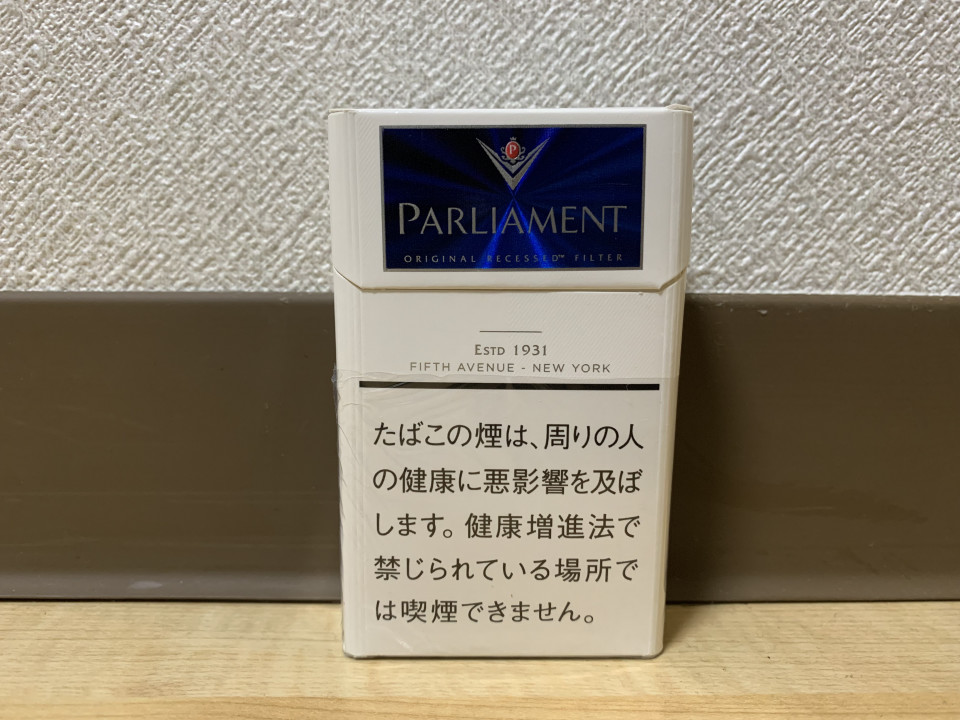 P
PARLIAMENT
ORIGINAL RECESSED™ FILTER
ESTD 1931
FIFTH AVENUE - NEW YORK
たばこの煙は、周りの人
の健康に悪影響を及ぼ
します。健康増進法で
禁じられている場所で
は喫煙できません。